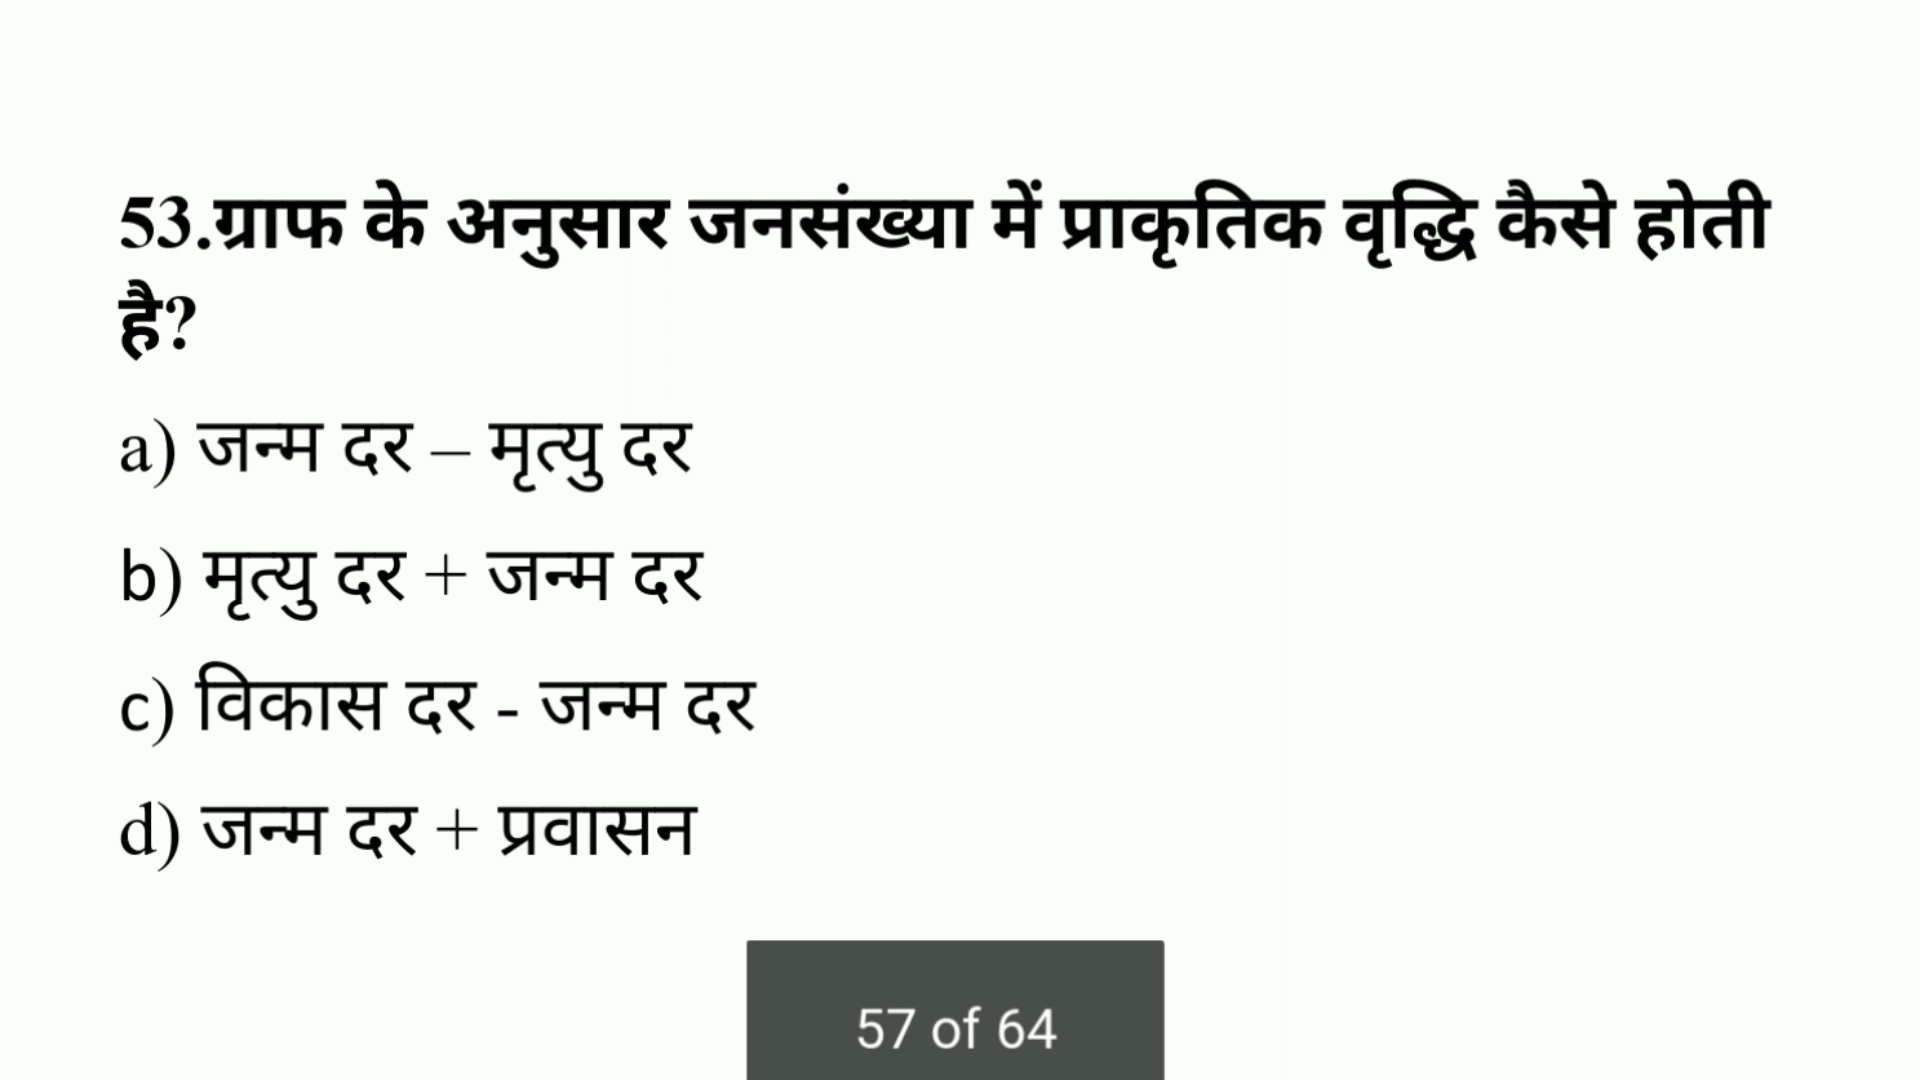 53.ग्राफ के अनुसार जनसंख्या में प्राकृतिक वृद्धि कैसे होती
है?
a) जन्म दर – मृत्यु दर
b) मृत्यु दर + जन्म दर
c) विकास दर - जन्म दर
d) जन्म दर + प्रवासन
57 of 64